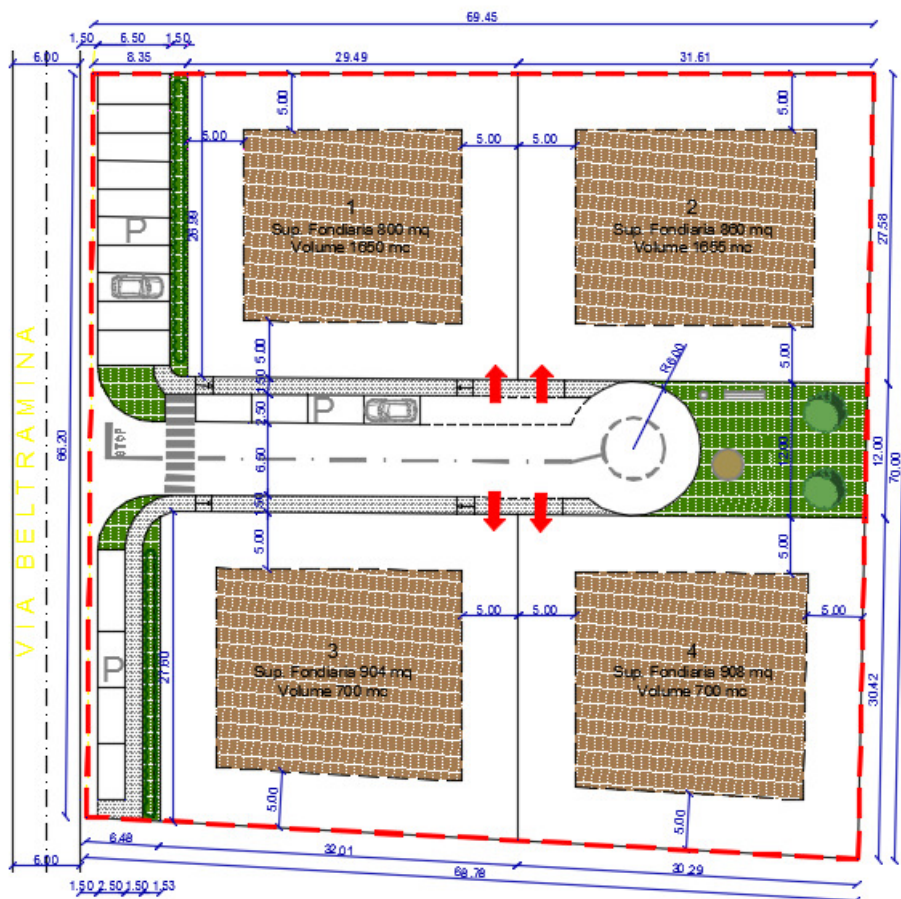 69.45
1.50 6.50 1.50
6.00 8.35 29.49 31.61
5.00 5.00
5.00 5.00 5.00
1
Sup. Fondiaria 800 mq
Volume 1650 mc
2
Sup. Fondiaria 860 mq
Volume 1655 mc
P
26.99
27.58
VIA BELTRAMINA
66.20
5.00 5.00
1.50
R6.00
2.50 P
STOP
6.50
12.00 12.00
70.00
1.50
5.00 5.00
5.00 5.00 5.00
3
Sup. Fondiaria 904 mq
Volume 700 mc
4
Sup. Fondiaria 908 mq
Volume 700 mc
P
27.60
30.42
5.00 5.00
6.48
32.01 30.29
6.00
68.78
1.50 2.50 1.50 1.53